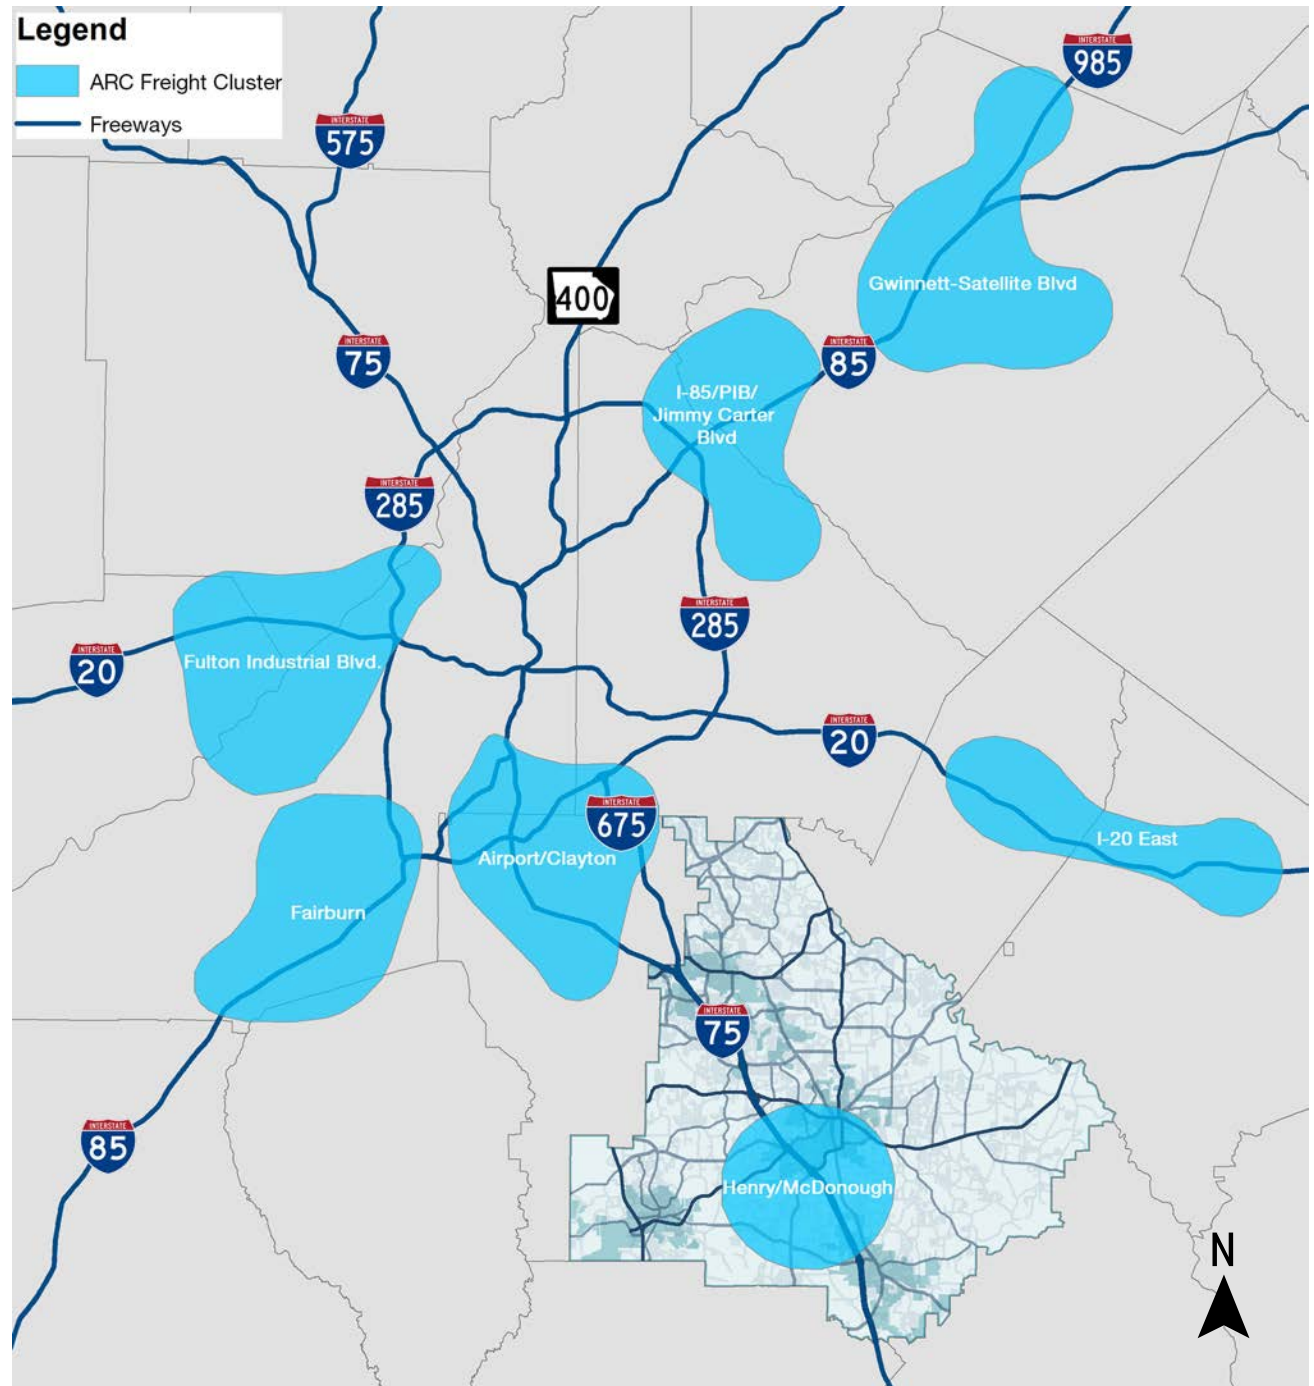 Legend
ARC Freight Cluster
Freeways
INTERSTATE
985
INTERSTATE
575
Gwinnett-Satellite Blvd
400
INTERSTATE
75
INTERSTATE
85
I-85/PIB/
Jimmy Carter
Blvd
INTERSTATE
285
INTERSTATE
285
INTERSTATE
20
Fulton Industrial Blvd.
INTERSTATE
20
INTERSTATE
675
I-20 East
Airport/Clayton
Fairburn
INTERSTATE
75
INTERSTATE
85
Henry/McDonough
N